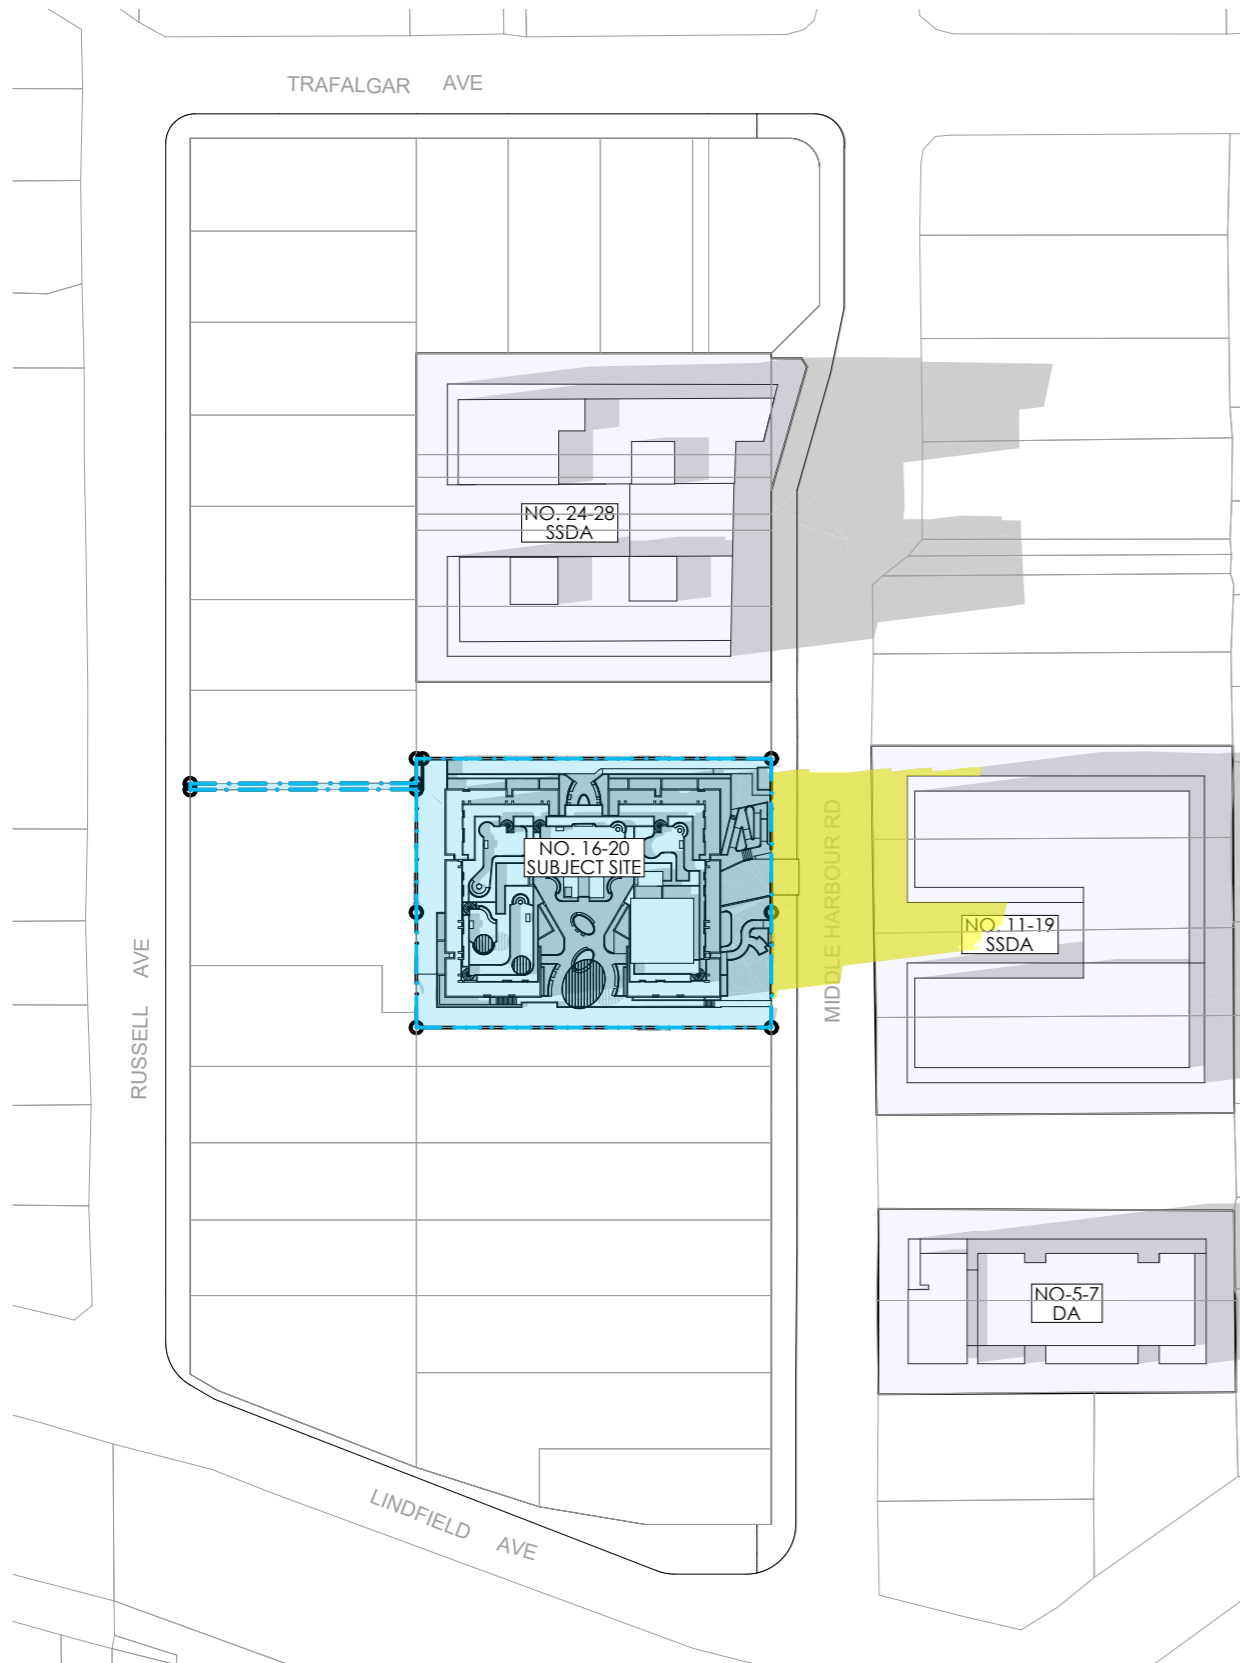 TRAFALGAR AVE
NO. 24-28
SSDA
NO. 16-20
SUBJECT SITE
MIDDLE HARBOUR RD
NO. 11-19
SSDA
RUSSELL AVE
NO-5-7
DA
LINDFIELD AVE